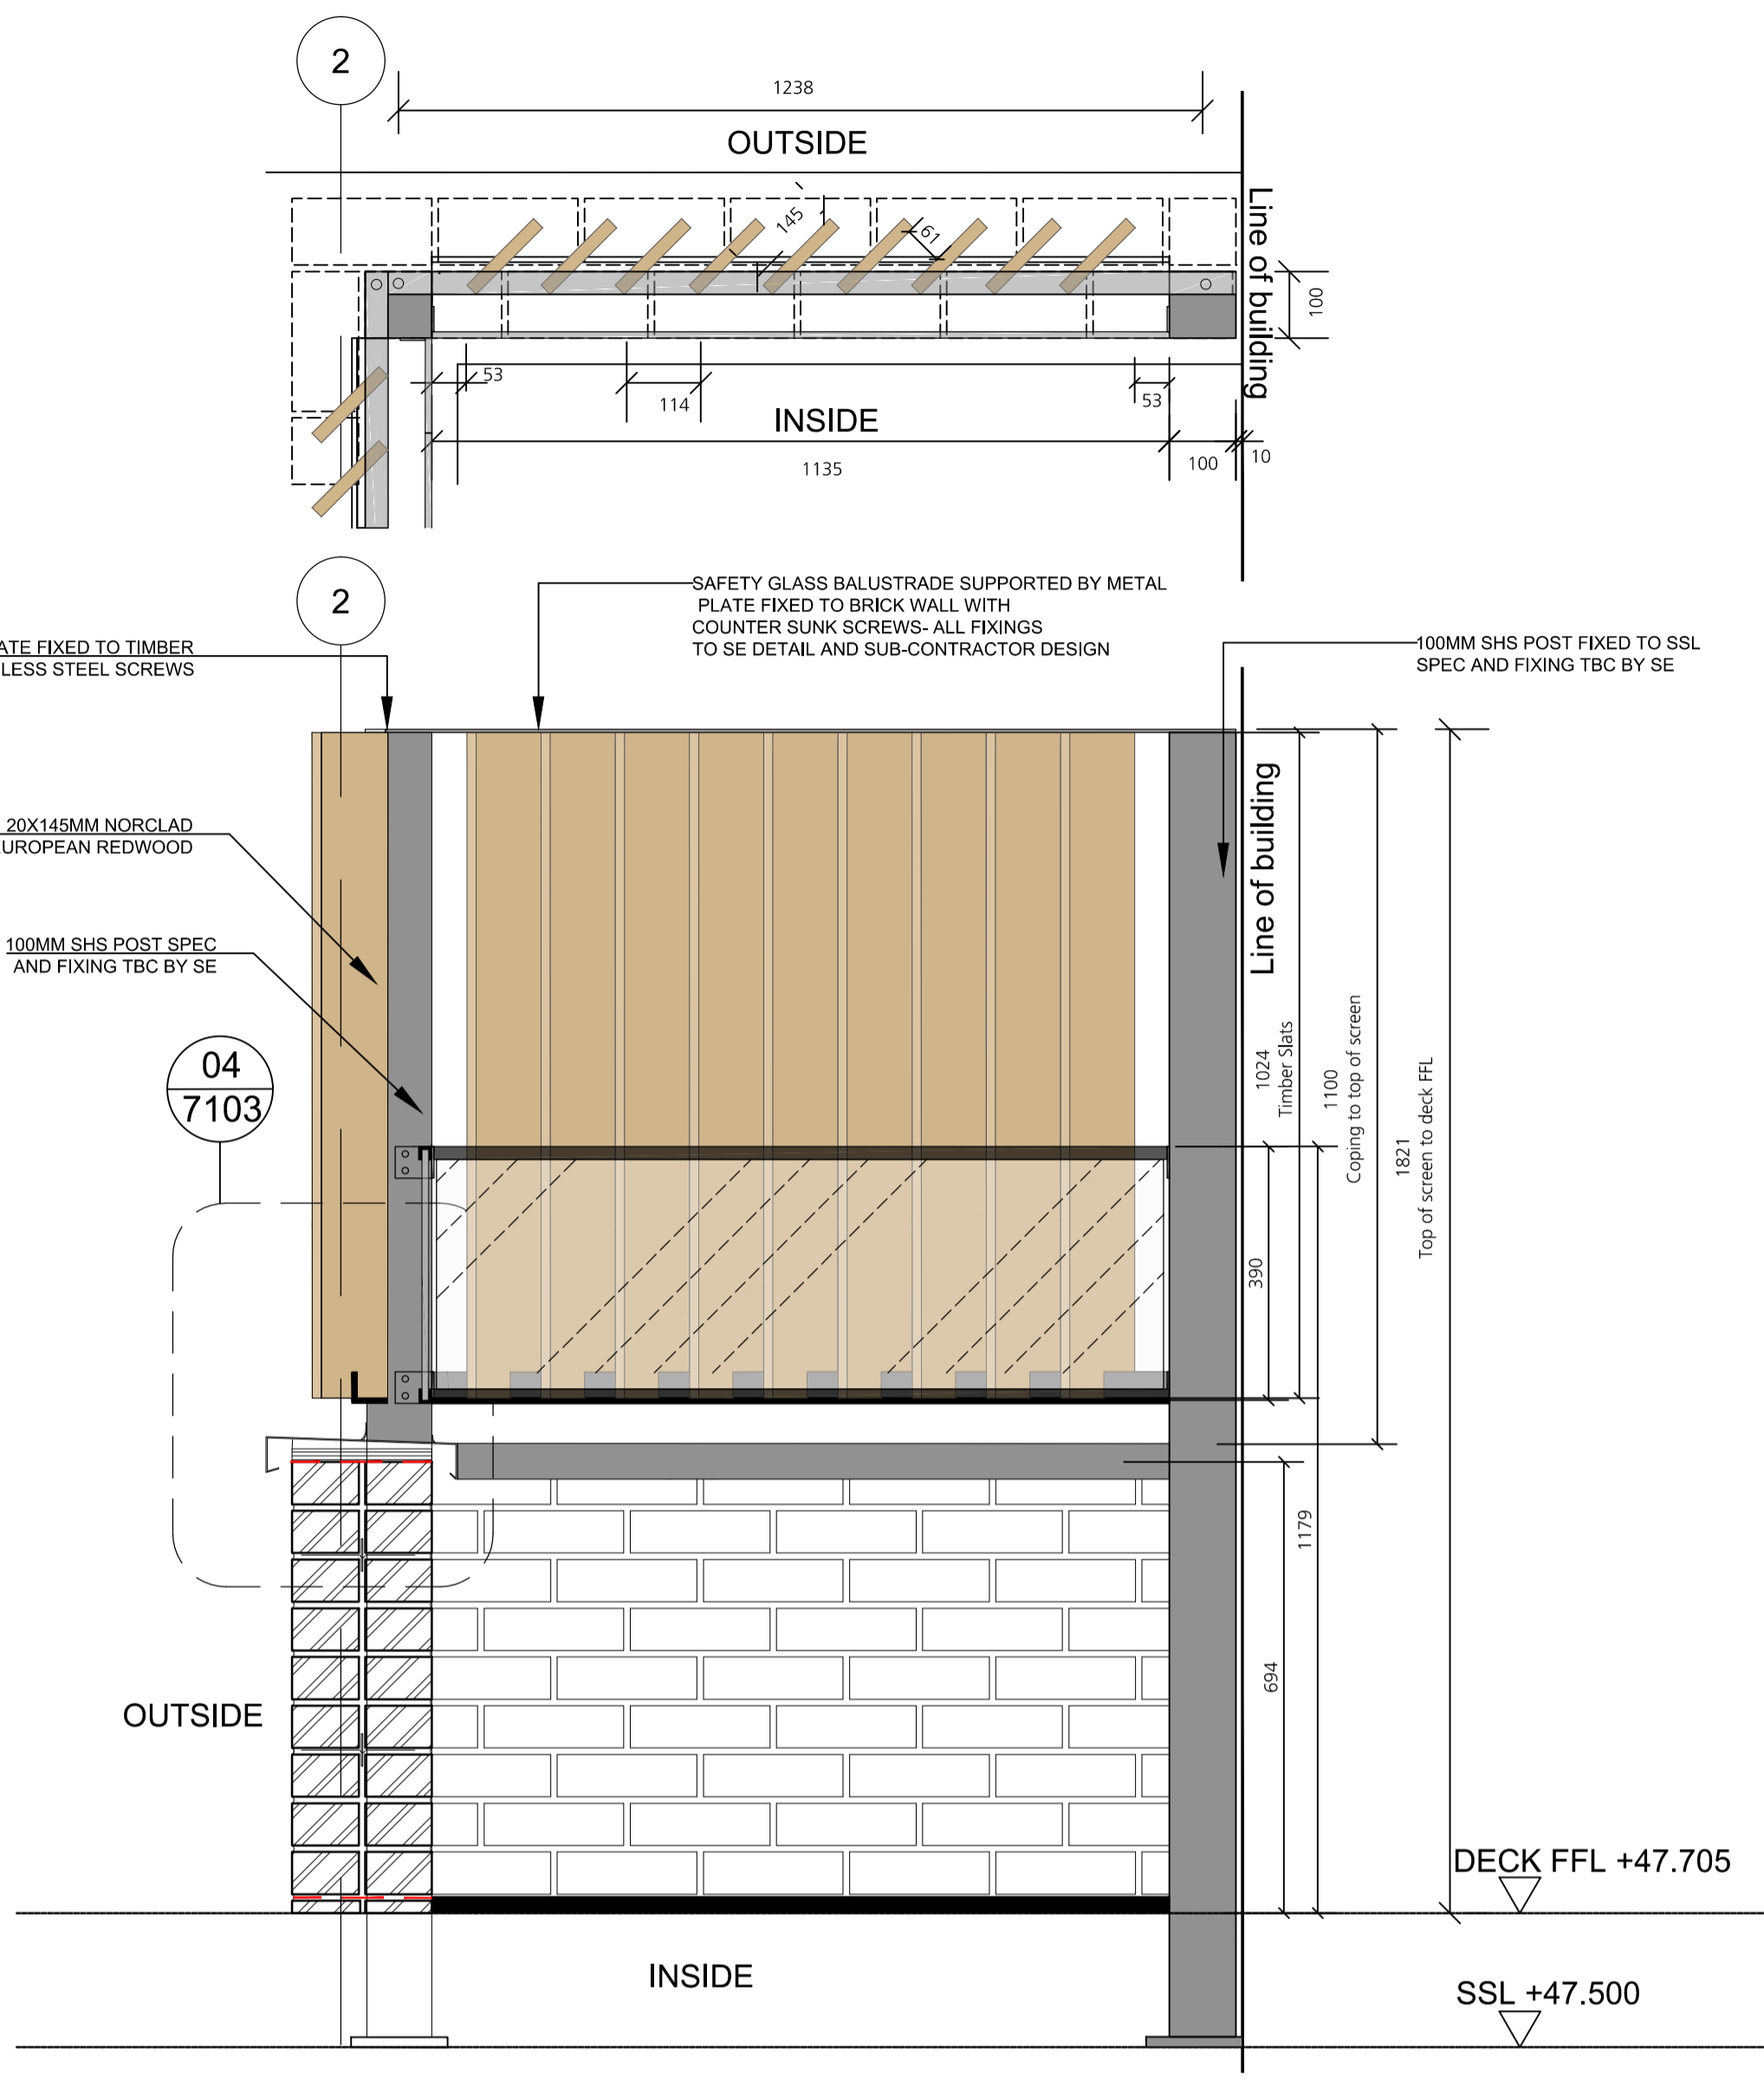 2
1238
OUTSIDE
145
61
Line of building
100
53
114
INSIDE
53
1135
100
10
2
SAFETY GLASS BALUSTRADE SUPPORTED BY METAL
PLATE FIXED TO BRICK WALL WITH
COUNTER SUNK SCREWS- ALL FIXINGS
TO SE DETAIL AND SUB-CONTRACTOR DESIGN
ATE FIXED TO TIMBER
LESS STEEL SCREWS
100MM SHS POST FIXED TO SSL
SPEC AND FIXING TBC BY SE
20X145MM NORCLAD
EUROPEAN REDWOOD
100MM SHS POST SPEC
AND FIXING TBC BY SE
Line of building
04
7103
1024
Timber Slats
1100
Coping to top of screen
1821
Top of screen to deck FFL
390
1179
694
OUTSIDE
DECK FFL +47.705
INSIDE
SSL +47.500